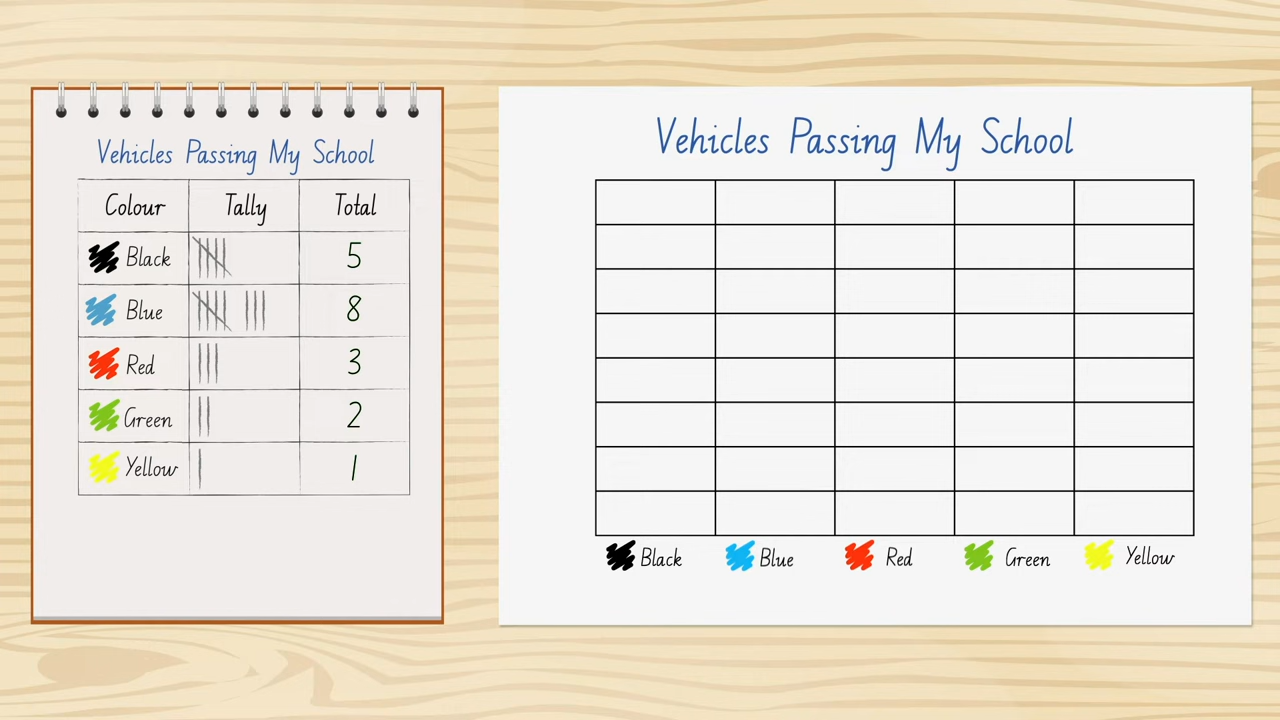 Vehicles Passing My School
Colour Tally Total
Black 5
Blue 8
Red 3
Green 2
Yellow 1
Vehicles Passing My School
Black Blue Red Green Yellow